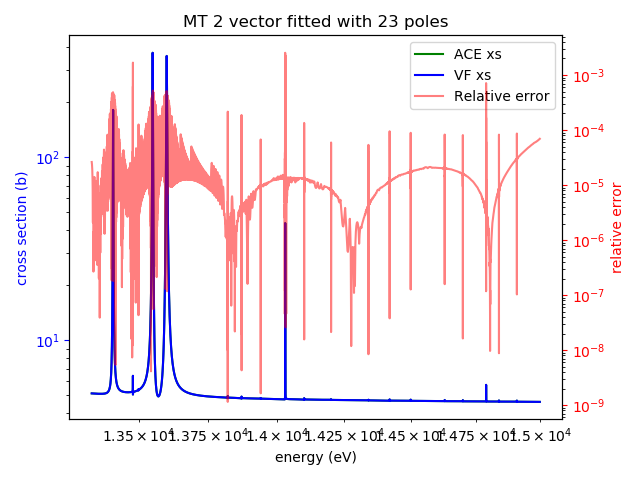 MT 2 vector fitted with 23 poles
ACE xs
VF xs
Relative error
cross section (b)
10²
10¹
relative error
10⁻³
10⁻⁴
10⁻⁵
10⁻⁶
10⁻⁷
10⁻⁸
10⁻⁹
1.35 × 10⁴
1.375 × 10⁴
1.4 × 10⁴
1.425 × 10⁴
1.45 × 10⁴
1.475 × 10⁴
1.5 × 10⁴
energy (eV)